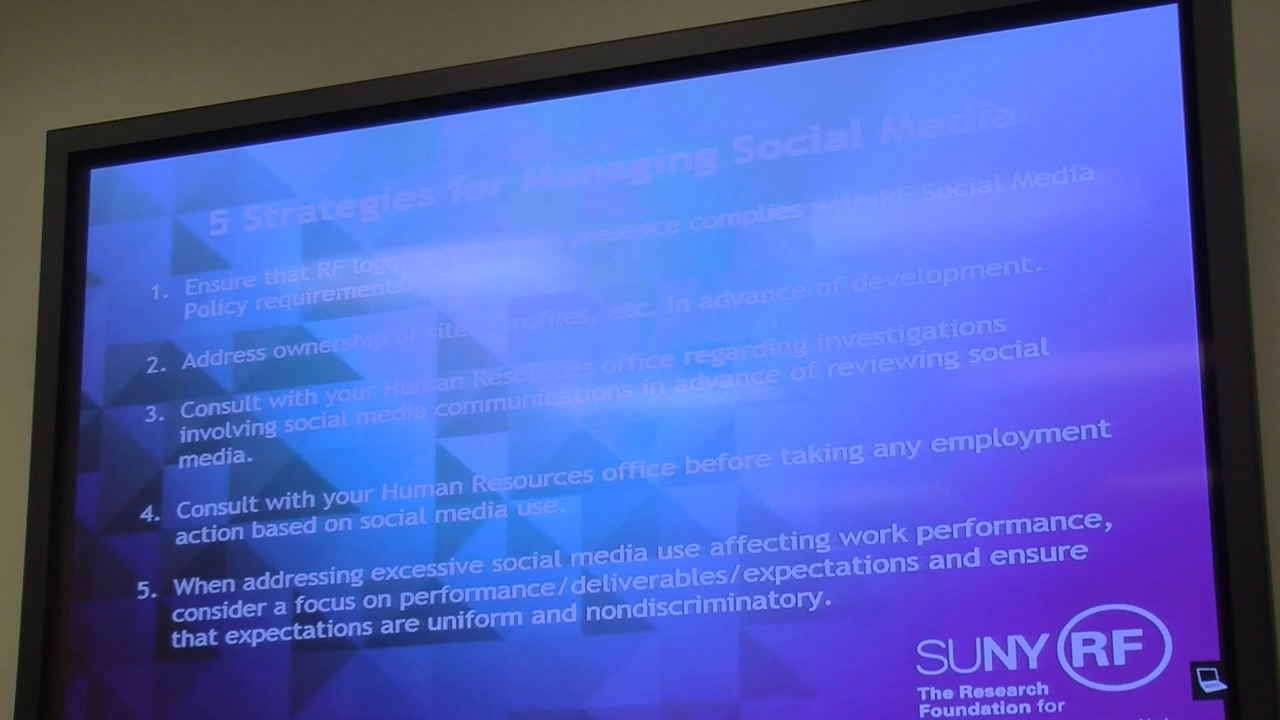 5 Strategies for Managing Social Media
1. Ensure that RF logo presence complies with RF Social Media
Policy requirements.
2. Address ownership of sites, profiles, etc. in advance of development.
3. Consult with your Human Resources office regarding investigations
involving social media communications in advance of reviewing social
media.
4. Consult with your Human Resources office before taking any employment
action based on social media use.
5. When addressing excessive social media use affecting work performance,
consider a focus on performance/deliverables/expectations and ensure
that expectations are uniform and nondiscriminatory.
SUNY RF
The Research
Foundation for